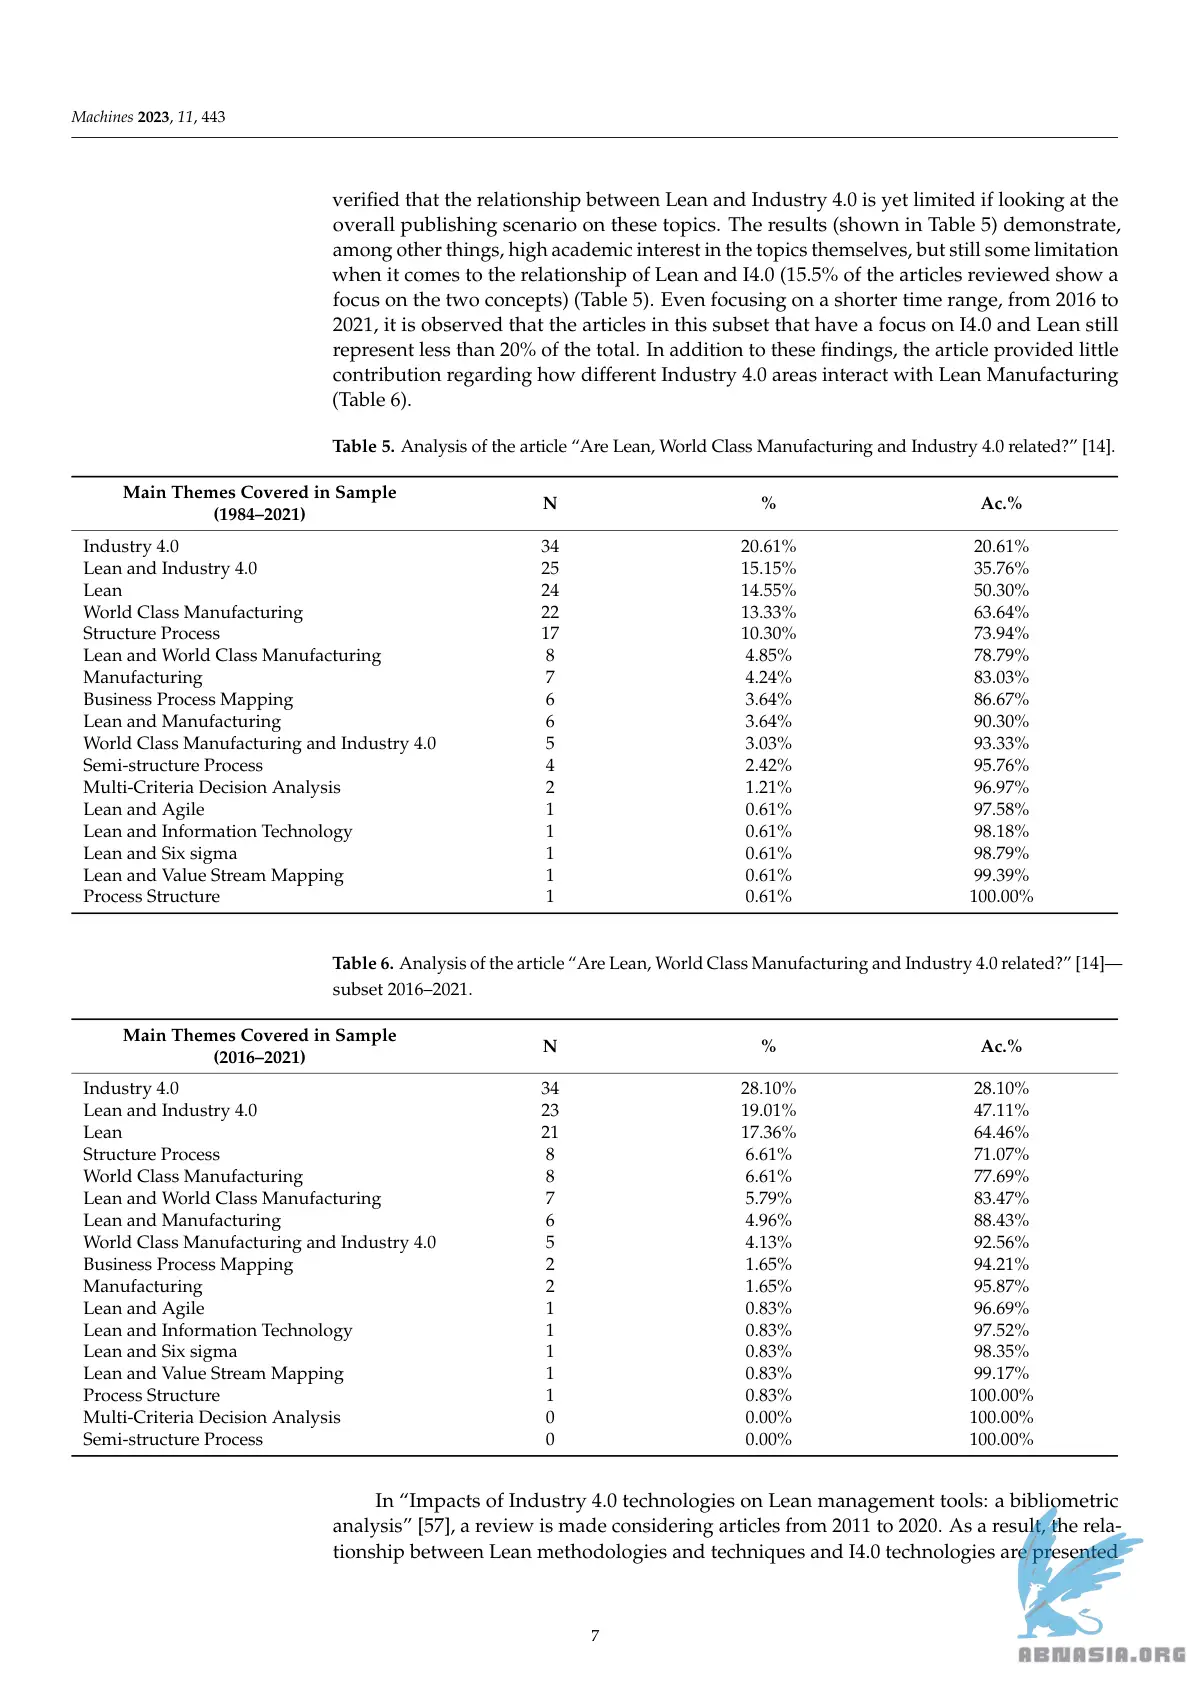 Machines 2023, 11, 443
verified that the relationship between Lean and Industry 4.0 is yet limited if looking at the
overall publishing scenario on these topics. The results (shown in Table 5) demonstrate,
among other things, high academic interest in the topics themselves, but still some limitation
when it comes to the relationship of Lean and I4.0 (15.5% of the articles reviewed show a
focus on the two concepts) (Table 5). Even focusing on a shorter time range, from 2016 to
2021, it is observed that the articles in this subset that have a focus on I4.0 and Lean still
represent less than 20% of the total. In addition to these findings, the article provided little
contribution regarding how different Industry 4.0 areas interact with Lean Manufacturing
(Table 6).
Table 5. Analysis of the article “Are Lean, World Class Manufacturing and Industry 4.0 related?” [14].
Main Themes Covered in Sample
(1984–2021) N % Ac.%
Industry 4.0 34 20.61% 20.61%
Lean and Industry 4.0 25 15.15% 35.76%
Lean 24 14.55% 50.30%
World Class Manufacturing 22 13.33% 63.64%
Structure Process 17 10.30% 73.94%
Lean and World Class Manufacturing 8 4.85% 78.79%
Manufacturing 7 4.24% 83.03%
Business Process Mapping 6 3.64% 86.67%
Lean and Manufacturing 6 3.64% 90.30%
World Class Manufacturing and Industry 4.0 5 3.03% 93.33%
Semi-structure Process 4 2.42% 95.76%
Multi-Criteria Decision Analysis 2 1.21% 96.97%
Lean and Agile 1 0.61% 97.58%
Lean and Information Technology 1 0.61% 98.18%
Lean and Six sigma 1 0.61% 98.79%
Lean and Value Stream Mapping 1 0.61% 99.39%
Process Structure 1 0.61% 100.00%
Table 6. Analysis of the article “Are Lean, World Class Manufacturing and Industry 4.0 related?” [14]—
subset 2016–2021.
Main Themes Covered in Sample
(2016–2021) N % Ac.%
Industry 4.0 34 28.10% 28.10%
Lean and Industry 4.0 23 19.01% 47.11%
Lean 21 17.36% 64.46%
Structure Process 8 6.61% 71.07%
World Class Manufacturing 8 6.61% 77.69%
Lean and World Class Manufacturing 7 5.79% 83.47%
Lean and Manufacturing 6 4.96% 88.43%
World Class Manufacturing and Industry 4.0 5 4.13% 92.56%
Business Process Mapping 2 1.65% 94.21%
Manufacturing 2 1.65% 95.87%
Lean and Agile 1 0.83% 96.69%
Lean and Information Technology 1 0.83% 97.52%
Lean and Six sigma 1 0.83% 98.35%
Lean and Value Stream Mapping 1 0.83% 99.17%
Process Structure 1 0.83% 100.00%
Multi-Criteria Decision Analysis 0 0.00% 100.00%
Semi-structure Process 0 0.00% 100.00%
In “Impacts of Industry 4.0 technologies on Lean management tools: a bibliometric
analysis” [57], a review is made considering articles from 2011 to 2020. As a result, the rela-
tionship between Lean methodologies and techniques and I4.0 technologies are presented
7
ABNASIA.ORG